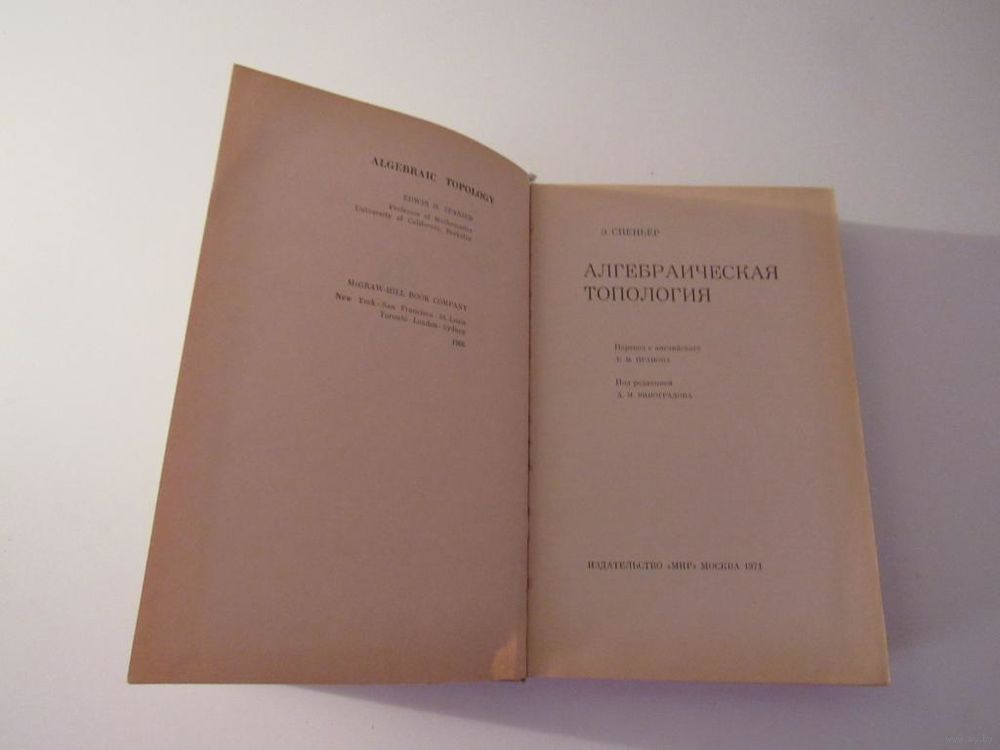 ALGEBRAIC TOPOLOGY
EDWIN H. SPANIER
Professor of Mathematics
University of California, Berkeley
McGRAW-HILL BOOK COMPANY
New York · San Francisco · St. Louis
Toronto · London · Sydney
1966
Э. СПЕНЬЕР
АЛГЕБРАИЧЕСКАЯ
ТОПОЛОГИЯ
Перевод с английского
Под редакцией
А. М. ВИНОГРАДОВА
ИЗДАТЕЛЬСТВО «МИР» МОСКВА 1971